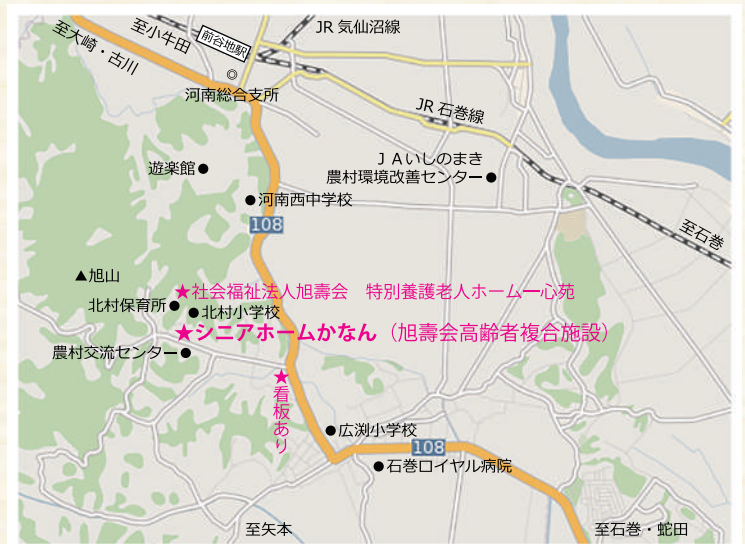 JR 気仙沼線
至小牛田
至大崎・古川
前谷地駅
河南総合支所
JR 石巻線
ＪＡいしのまき
農村環境改善センター
遊楽館
河南西中学校
108
至石巻
▲旭山
★社会福祉法人旭壽会　特別養護老人ホーム一心苑
北村保育所
北村小学校
★シニアホームかなん（旭壽会高齢者複合施設）
農村交流センター
★看板あり
広渕小学校
108
石巻ロイヤル病院
至矢本
至石巻・蛇田